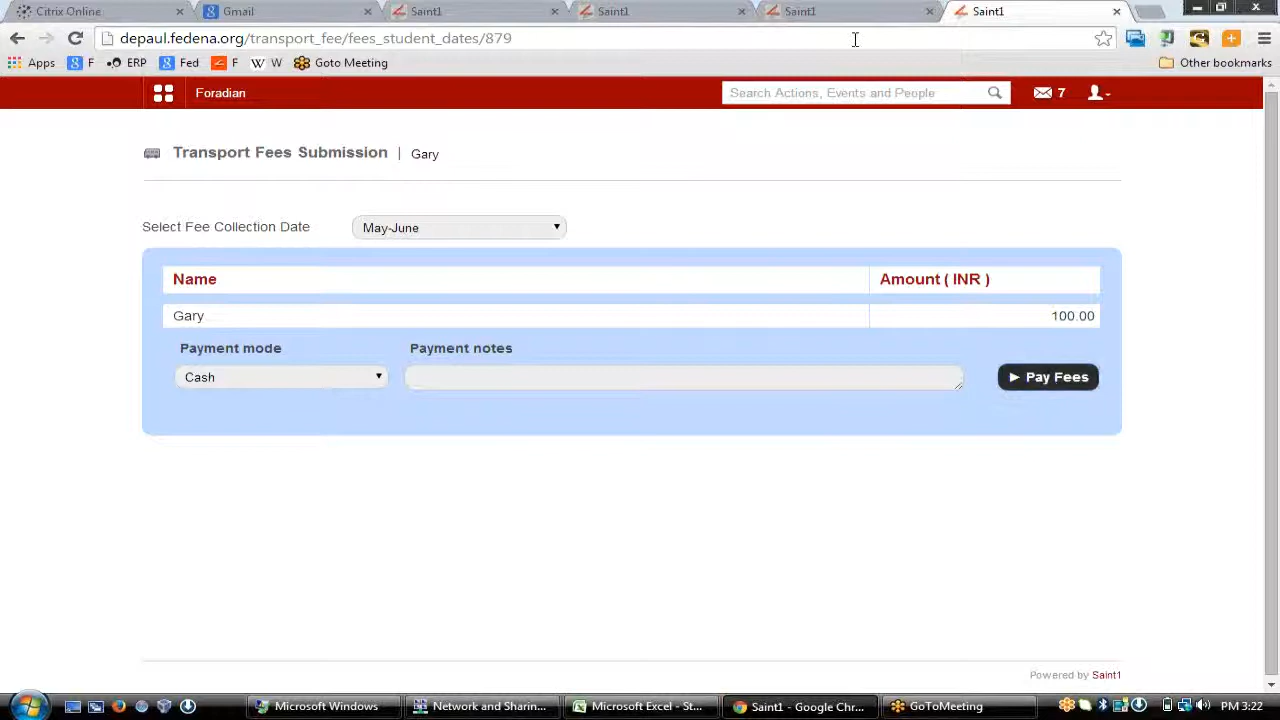 Citrix Online
Gmail
Saint1
Saint1
Saint1
Saint1
depaul.fedena.org/transport_fee/fees_student_dates/879
Apps
F
ERP
Fed
F
W
Goto Meeting
Other bookmarks
Foradian
Search Actions, Events and People
7
Transport Fees Submission | Gary
Select Fee Collection Date
May-June
Name
Amount ( INR )
Gary
100.00
Payment mode
Payment notes
Cash
Pay Fees
Powered by Saint1
Microsoft Windows
Network and Sharin...
Microsoft Excel - St...
Saint1 - Google Chr...
GoToMeeting
PM 3:22